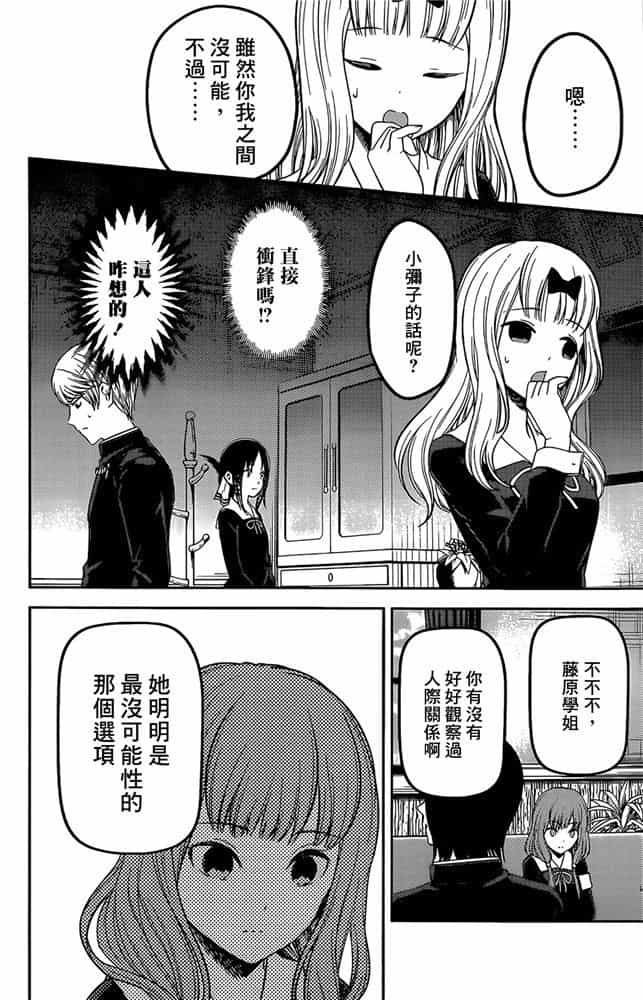 嗯……
雖然你我之間
沒可能，
不過……
小彌子的話呢？
直接
衝鋒嗎!?
這人
咋想的！
不不不，
藤原學姐
你有沒有
好好觀察過
人際關係啊
她明明是
最沒可能性的
那個選項